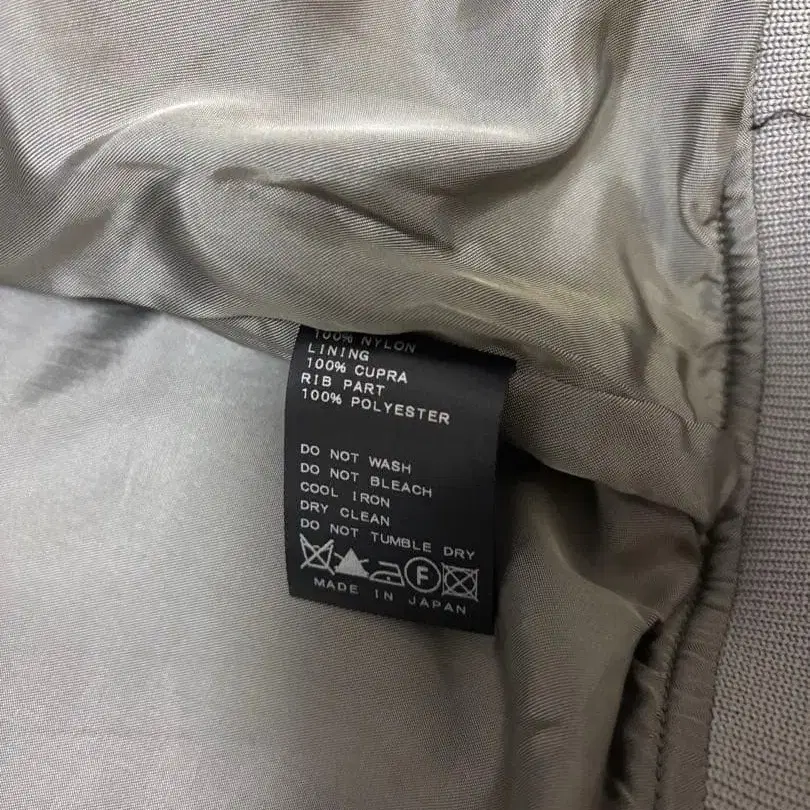 100% NYLON
LINING
100% CUPRA
RIB PART
100% POLYESTER
DO NOT WASH
DO NOT BLEACH
COOL IRON
DRY CLEAN
DO NOT TUMBLE DRY
F
MADE IN JAPAN